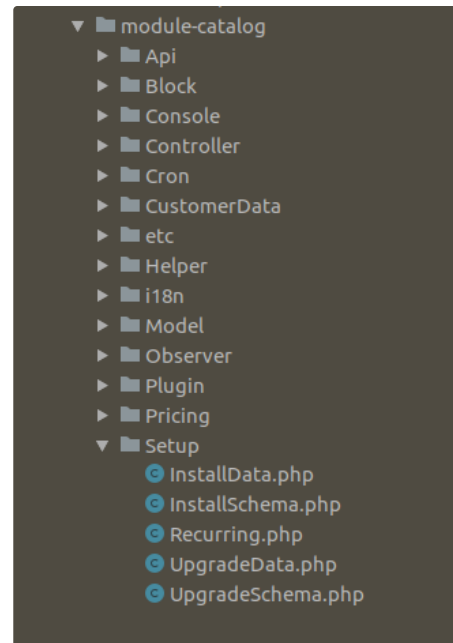 module-catalog
Api
Block
Console
Controller
Cron
CustomerData
etc
Helper
i18n
Model
Observer
Plugin
Pricing
Setup
InstallData.php
InstallSchema.php
Recurring.php
UpgradeData.php
UpgradeSchema.php